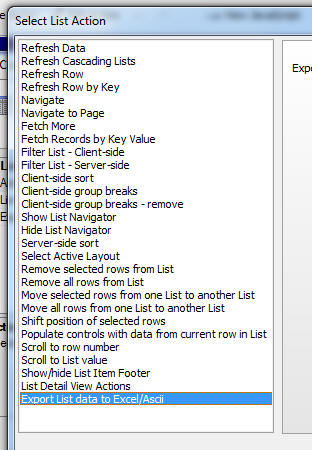 Select List Action
Refresh Data
Refresh Cascading Lists
Refresh Row
Refresh Row by Key
Navigate
Navigate to Page
Fetch More
Fetch Records by Key Value
Filter List - Client-side
Filter List - Server-side
Client-side sort
Client-side group breaks
Client-side group breaks - remove
Show List Navigator
Hide List Navigator
Server-side sort
Select Active Layout
Remove selected rows from List
Remove all rows from List
Move selected rows from one List to another List
Move all rows from one List to another List
Shift position of selected rows
Populate controls with data from current row in List
Scroll to row number
Scroll to List value
Show/hide List Item Footer
List Detail View Actions
Export List data to Excel/Ascii